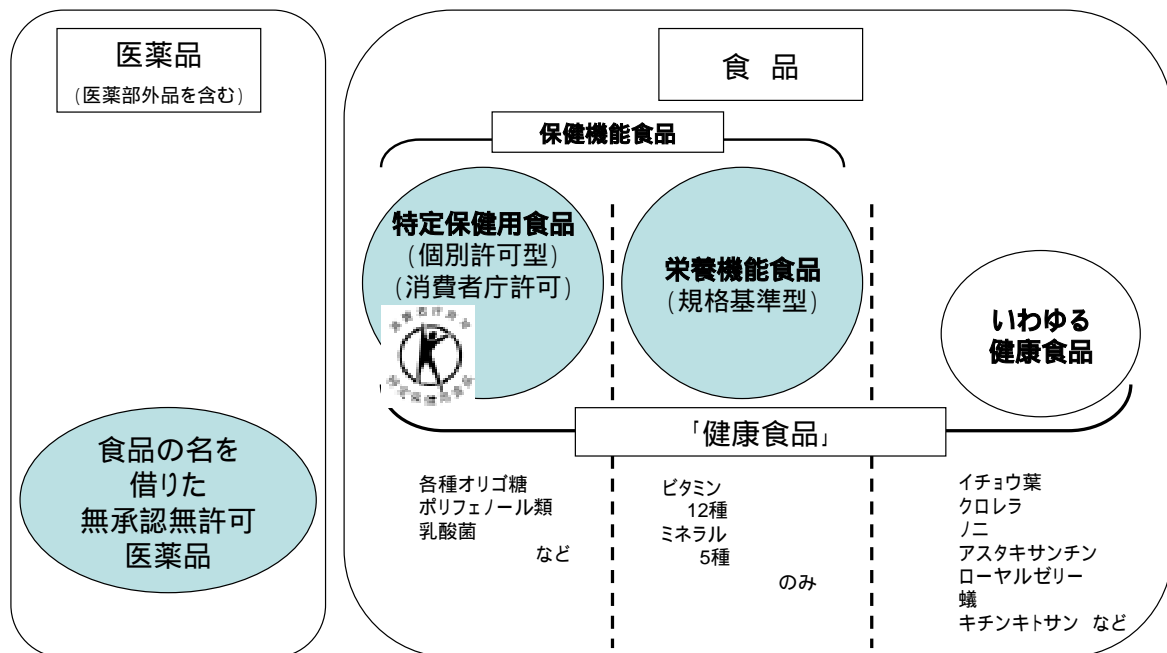 医薬品
(医薬部外品を含む)
食品の名を
借りた
無承認無許可
医薬品
食 品
保健機能食品
特定保健用食品
(個別許可型)
(消費者庁許可)
栄養機能食品
(規格基準型)
いわゆる
健康食品
「健康食品」
各種オリゴ糖
ポリフェノール類
乳酸菌
など
ビタミン
12種
ミネラル
5種
のみ
イチョウ葉
クロレラ
ノニ
アスタキサンチン
ローヤルゼリー
蟻
キチンキトサン など